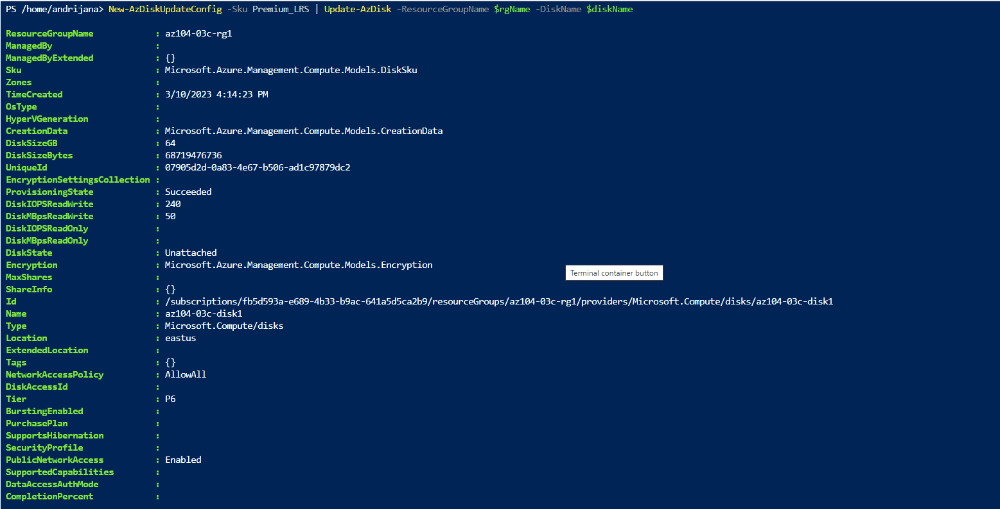 PS /home/andrijana> New-AzDiskUpdateConfig -Sku Premium_LRS | Update-AzDisk -ResourceGroupName $rgName -DiskName $diskName
ResourceGroupName : az104-03c-rg1
ManagedBy :
ManagedByExtended : {}
Sku : Microsoft.Azure.Management.Compute.Models.DiskSku
Zones :
TimeCreated : 3/10/2023 4:14:23 PM
OsType :
HyperVGeneration :
CreationData : Microsoft.Azure.Management.Compute.Models.CreationData
DiskSizeGB : 64
DiskSizeBytes : 68719476736
UniqueId : 07905d2d-0a83-4e67-b506-ad1c97879dc2
EncryptionSettingsCollection :
ProvisioningState : Succeeded
DiskIOPSReadWrite : 240
DiskMBpsReadWrite : 50
DiskIOPSReadOnly :
DiskMBpsReadOnly :
DiskState : Unattached
Encryption : Microsoft.Azure.Management.Compute.Models.Encryption
Terminal container button
MaxShares :
ShareInfo : {}
Id : /subscriptions/fb5d593a-e689-4b33-b9ac-641a5d5ca2b9/resourceGroups/az104-03c-rg1/providers/Microsoft.Compute/disks/az104-03c-disk1
Name : az104-03c-disk1
Type : Microsoft.Compute/disks
Location : eastus
ExtendedLocation :
Tags : {}
NetworkAccessPolicy : AllowAll
DiskAccessId :
Tier : P6
BurstingEnabled :
PurchasePlan :
SupportsHibernation :
SecurityProfile :
PublicNetworkAccess : Enabled
SupportedCapabilities :
DataAccessAuthMode :
CompletionPercent :